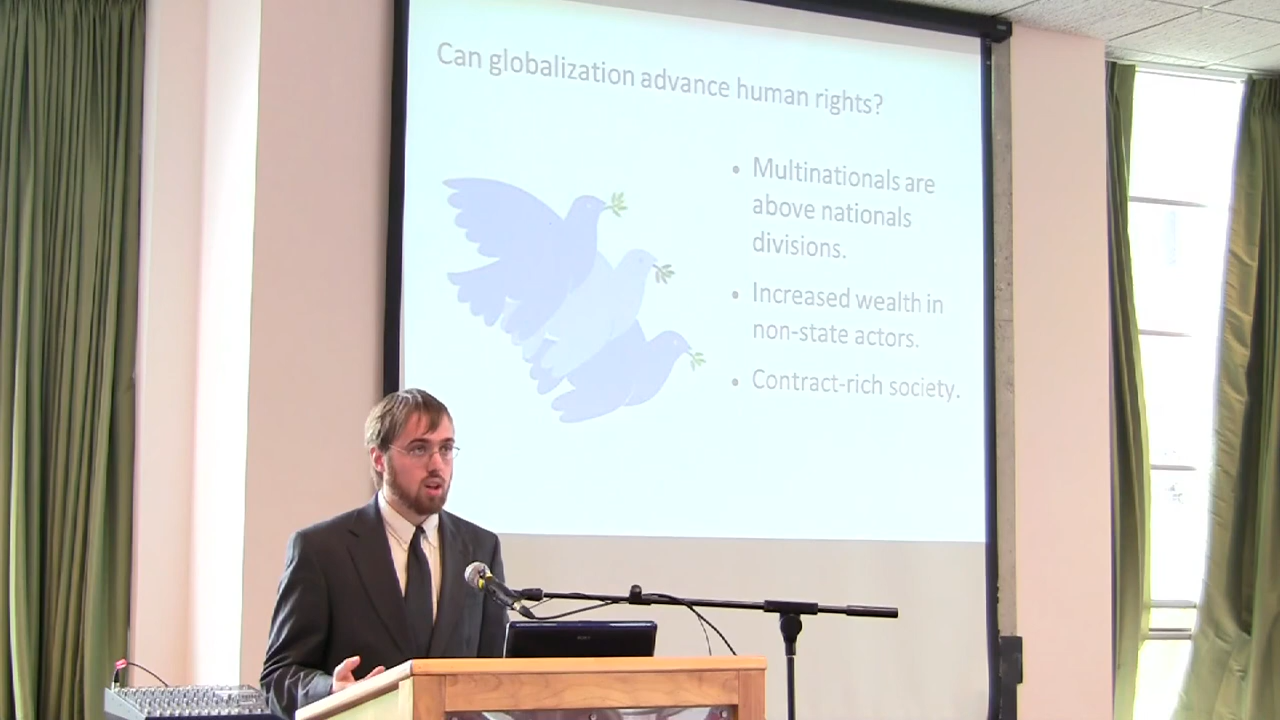 Can globalization advance human rights?
• Multinationals are
above nationals
divisions.
• Increased wealth in
non-state actors.
• Contract-rich society.